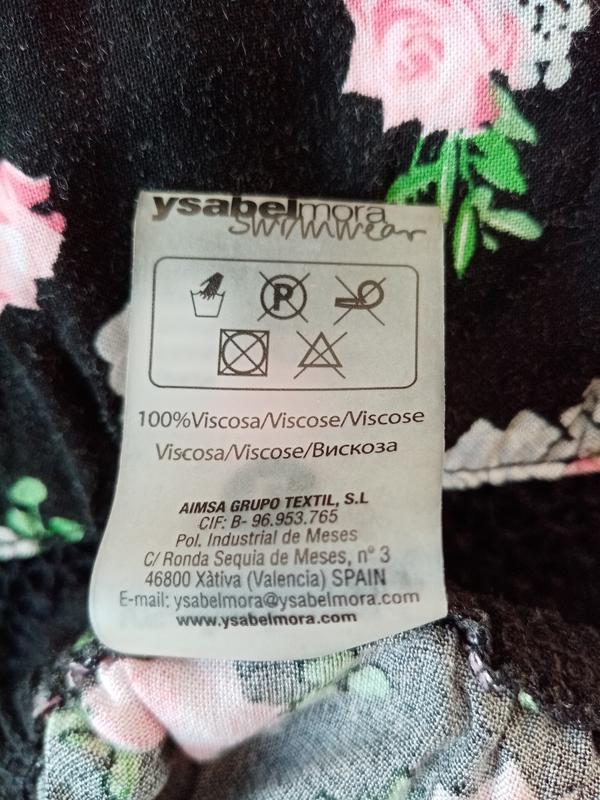 ysabelmora
swimwear
P
100%Viscosa/Viscose/Viscose
Viscosa/Viscose/Вискоза
AIMSA GRUPO TEXTIL, S.L
CIF: B- 96.953.765
Pol. Industrial de Meses
C/ Ronda Sequia de Meses, nº 3
46800 Xàtiva (Valencia) SPAIN
E-mail: ysabelmora@ysabelmora.com
www.ysabelmora.com